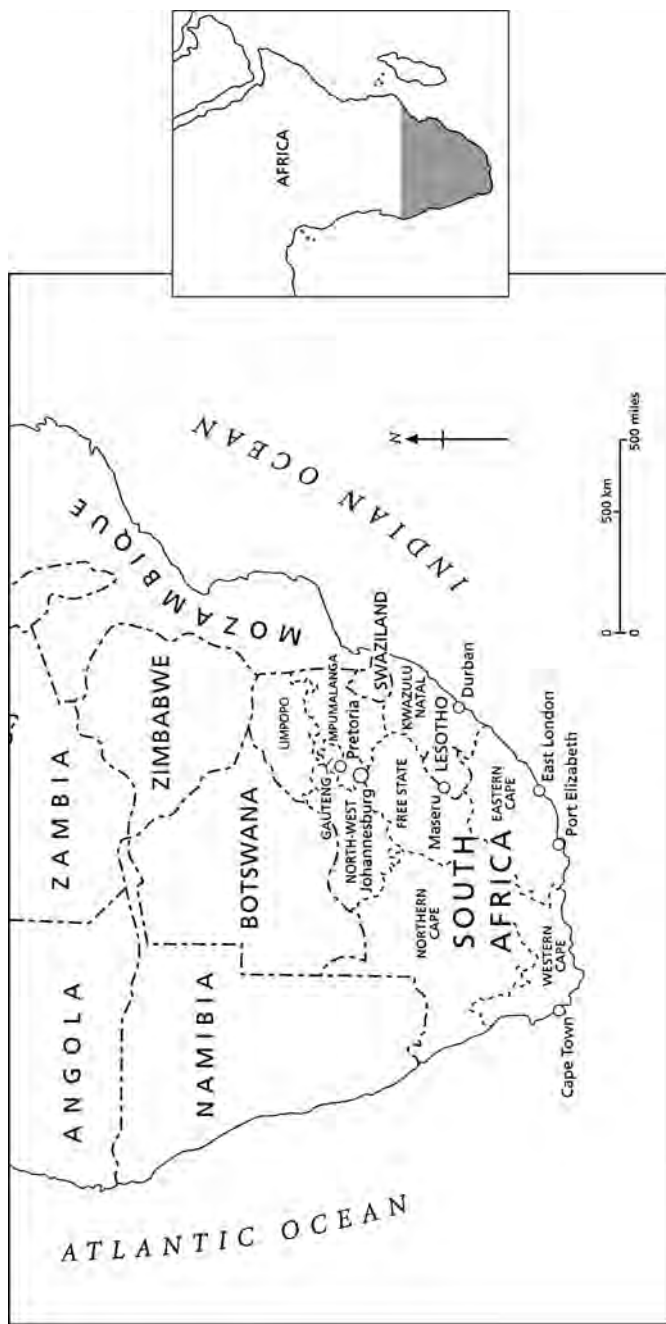 AFRICA
ANGOLA
ZAMBIA
MOZAMBIQUE
NAMIBIA
ZIMBABWE
BOTSWANA
LIMPOPO
GAUTENG
MPUMALANGA
NORTH-WEST
Pretoria
Johannesburg
SWAZILAND
FREE STATE
KWAZULU
NATAL
Maseru
LESOTHO
Durban
NORTHERN
CAPE
SOUTH
AFRICA
EASTERN
CAPE
East London
Port Elizabeth
WESTERN
CAPE
Cape Town
ATLANTIC OCEAN
INDIAN OCEAN
N
0 500 km
0 500 miles